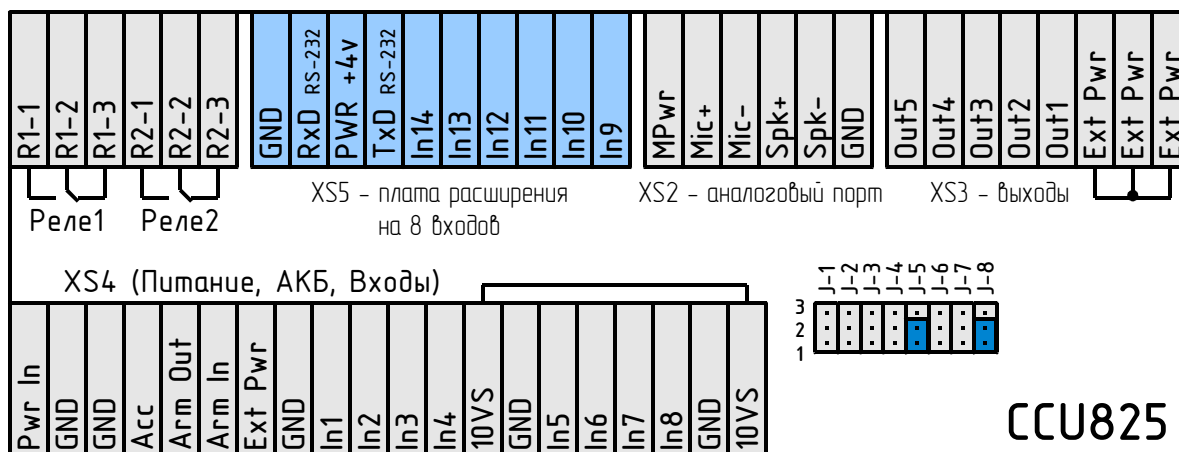 R1-1 R1-2 R1-3 R2-1 R2-2 R2-3 GND RxD RS-232 PWR +4v TxD RS-232 In14 In13 In12 In11 In10 In9 MPwr Mic+ Mic- Spk+ Spk- GND Out5 Out4 Out3 Out2 Out1 Ext Pwr Ext Pwr Ext Pwr
Реле1 Реле2
XS5 - плата расширения
на 8 входов
XS2 - аналоговый порт
XS3 - выходы
XS4 (Питание, АКБ, Входы)
J-1 J-2 J-3 J-4 J-5 J-6 J-7 J-8
3
2
1
Pwr In GND GND Acc Arm Out Arm In Ext Pwr GND In1 In2 In3 In4 10VS GND In5 In6 In7 In8 GND 10VS
CCU825